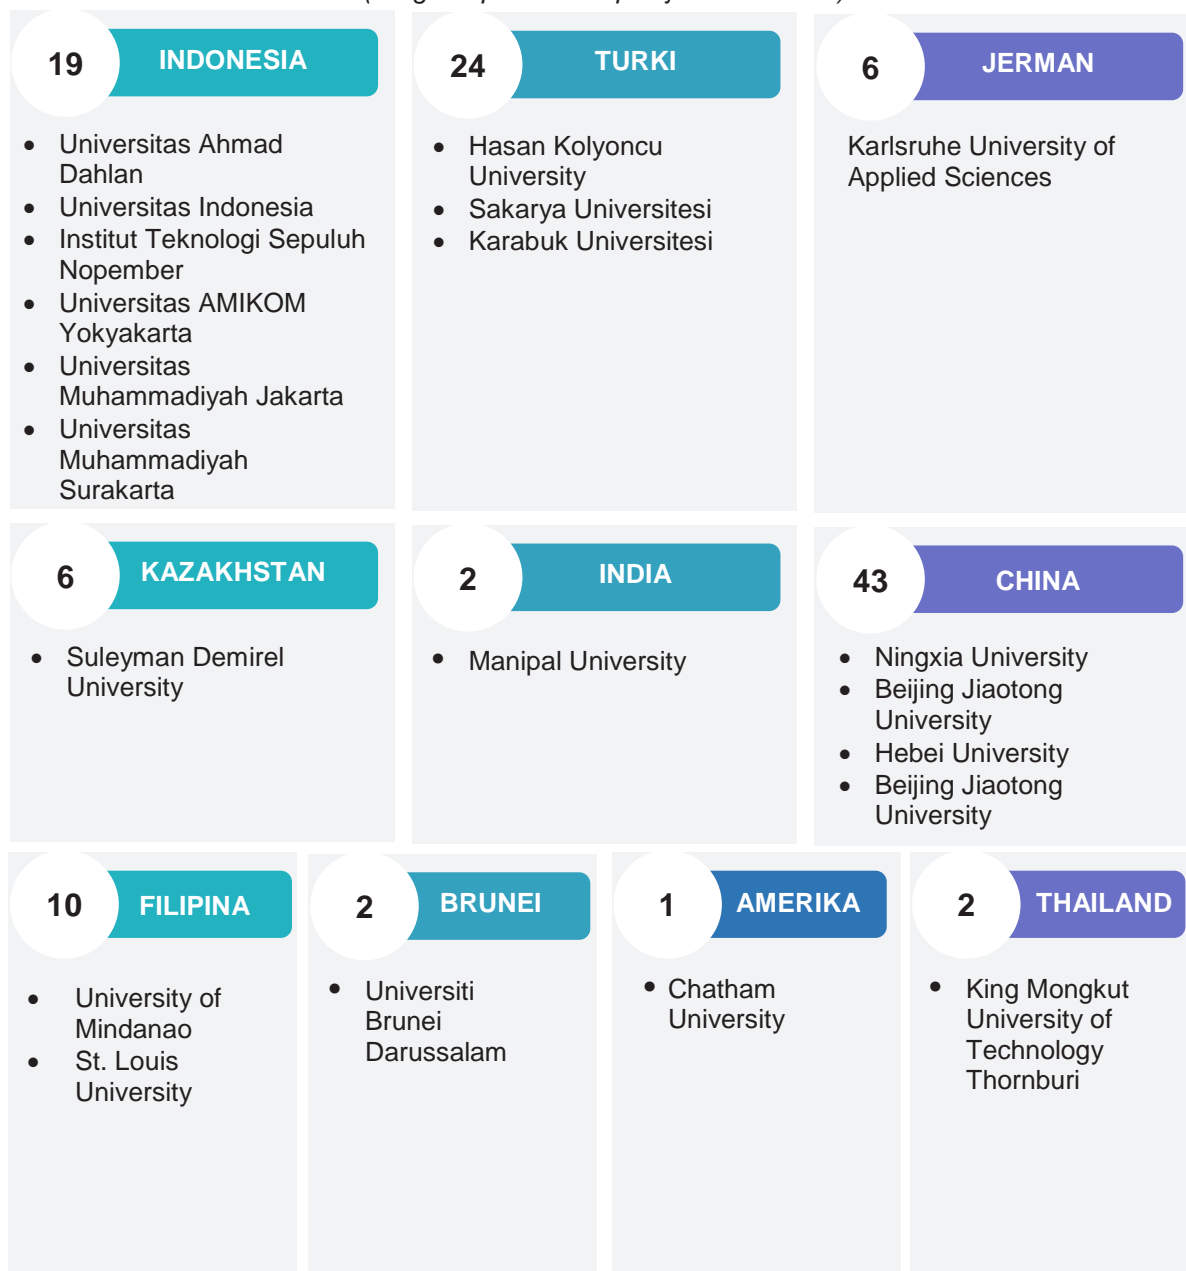 19
INDONESIA
• Universitas Ahmad
Dahlan
• Universitas Indonesia
• Institut Teknologi Sepuluh
Nopember
• Universitas AMIKOM
Yokyakarta
• Universitas
Muhammadiyah Jakarta
• Universitas
Muhammadiyah
Surakarta
24
TURKI
• Hasan Kolyoncu
University
• Sakarya Universitesi
• Karabuk Universitesi
6
JERMAN
Karlsruhe University of
Applied Sciences
6
KAZAKHSTAN
• Suleyman Demirel
University
2
INDIA
• Manipal University
43
CHINA
• Ningxia University
• Beijing Jiaotong
University
• Hebei University
• Beijing Jiaotong
University
10
FILIPINA
• University of
Mindanao
• St. Louis
University
2
BRUNEI
• Universiti
Brunei
Darussalam
1
AMERIKA
• Chatham
University
2
THAILAND
• King Mongkut
University of
Technology
Thornburi